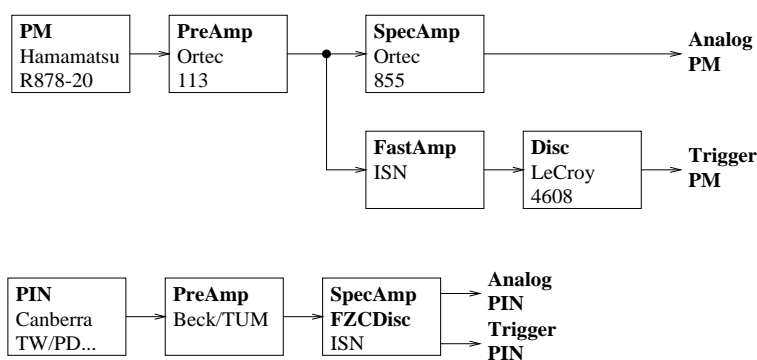 PM
Hamamatsu
R878-20
PreAmp
Ortec
113
SpecAmp
Ortec
855
Analog
PM
FastAmp
ISN
Disc
LeCroy
4608
Trigger
PM
PIN
Canberra
TW/PD...
PreAmp
Beck/TUM
SpecAmp
FZCDisc
ISN
Analog
PIN
Trigger
PIN